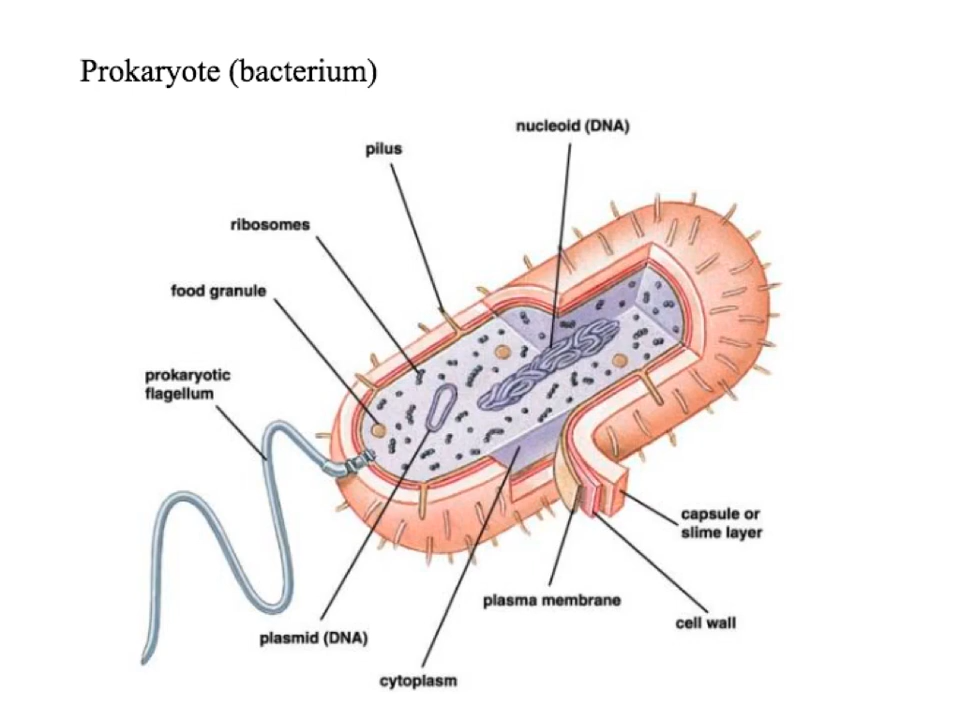 Prokaryote (bacterium)
nucleoid (DNA)
pilus
ribosomes
food granule
prokaryotic
flagellum
capsule or
slime layer
plasma membrane
cell wall
plasmid (DNA)
cytoplasm